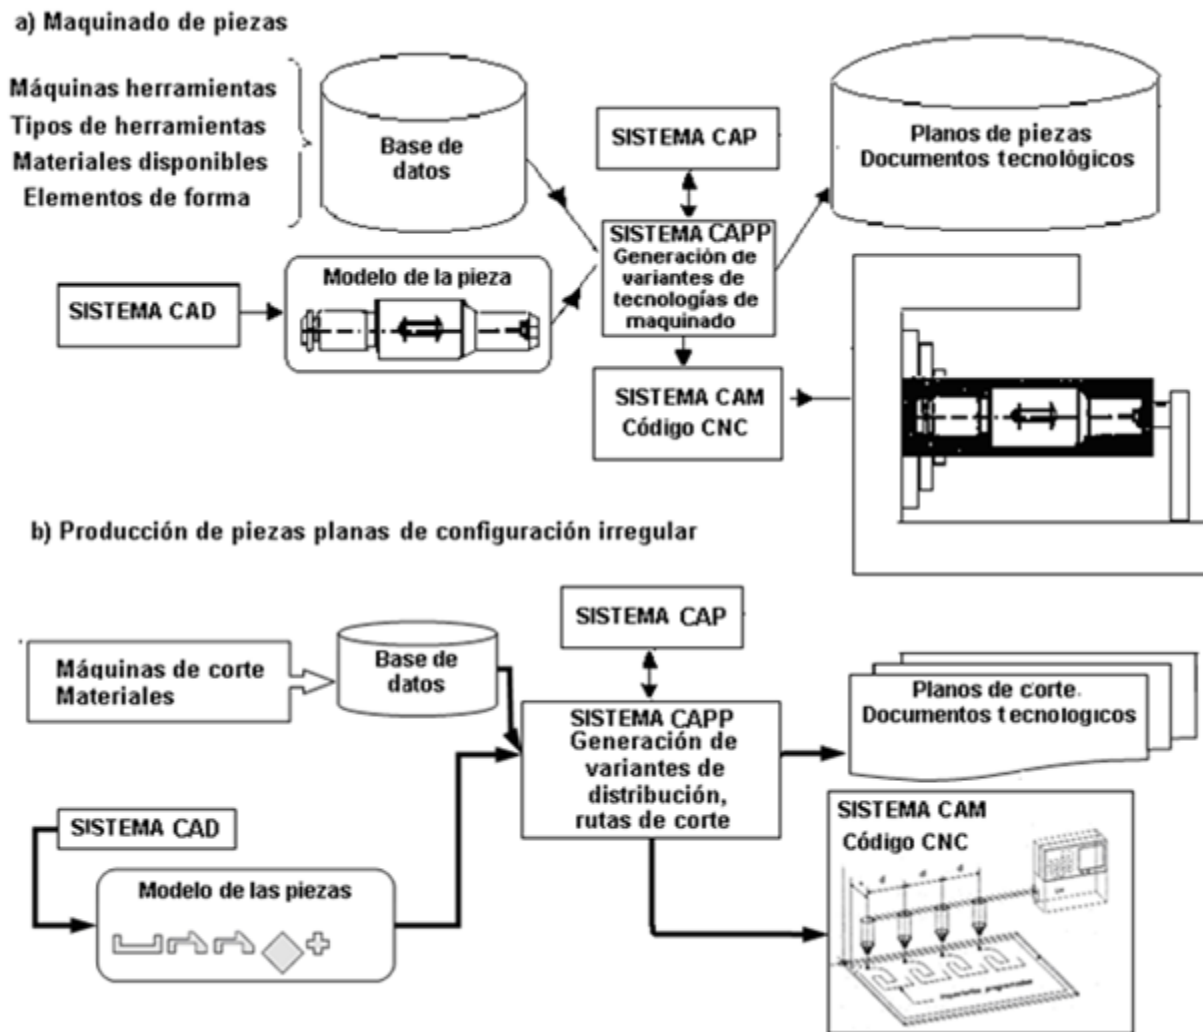 a) Maquinado de piezas
Máquinas herramientas
Tipos de herramientas
Materiales disponibles
Elementos de forma
Base de
datos
SISTEMA CAP
Planos de piezas
Documentos tecnológicos
SISTEMA CAD
Modelo de la pieza
SISTEMA CAPP
Generación de
variantes de
tecnologías de
maquinado
SISTEMA CAM
Código CNC
b) Producción de piezas planas de configuración irregular
SISTEMA CAP
Máquinas de corte
Materiales
Base de
datos
SISTEMA CAPP
Generación de
variantes de
distribución,
rutas de corte
Planos de corte.
Documentos tecnologicos
SISTEMA CAD
Modelo de las piezas
SISTEMA CAM
Código CNC
d d d